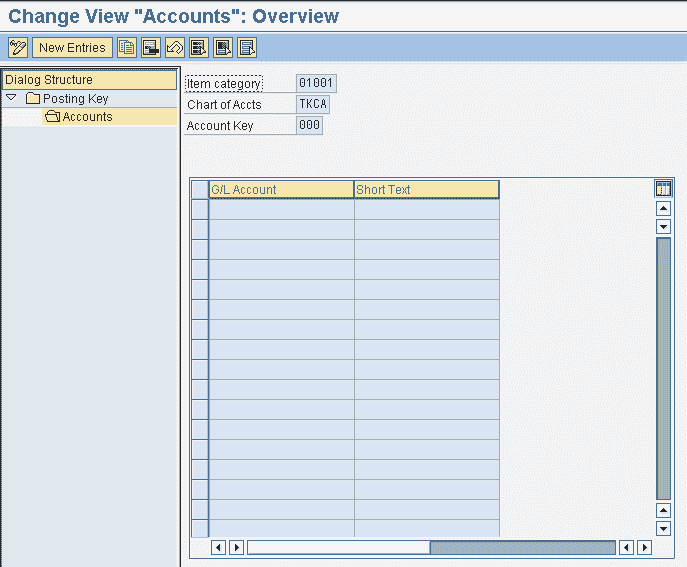 Change View "Accounts": Overview
New Entries
Dialog Structure
Posting Key
Accounts
Item category 01001
Chart of Accts TKCA
Account Key 000
G/L Account Short Text